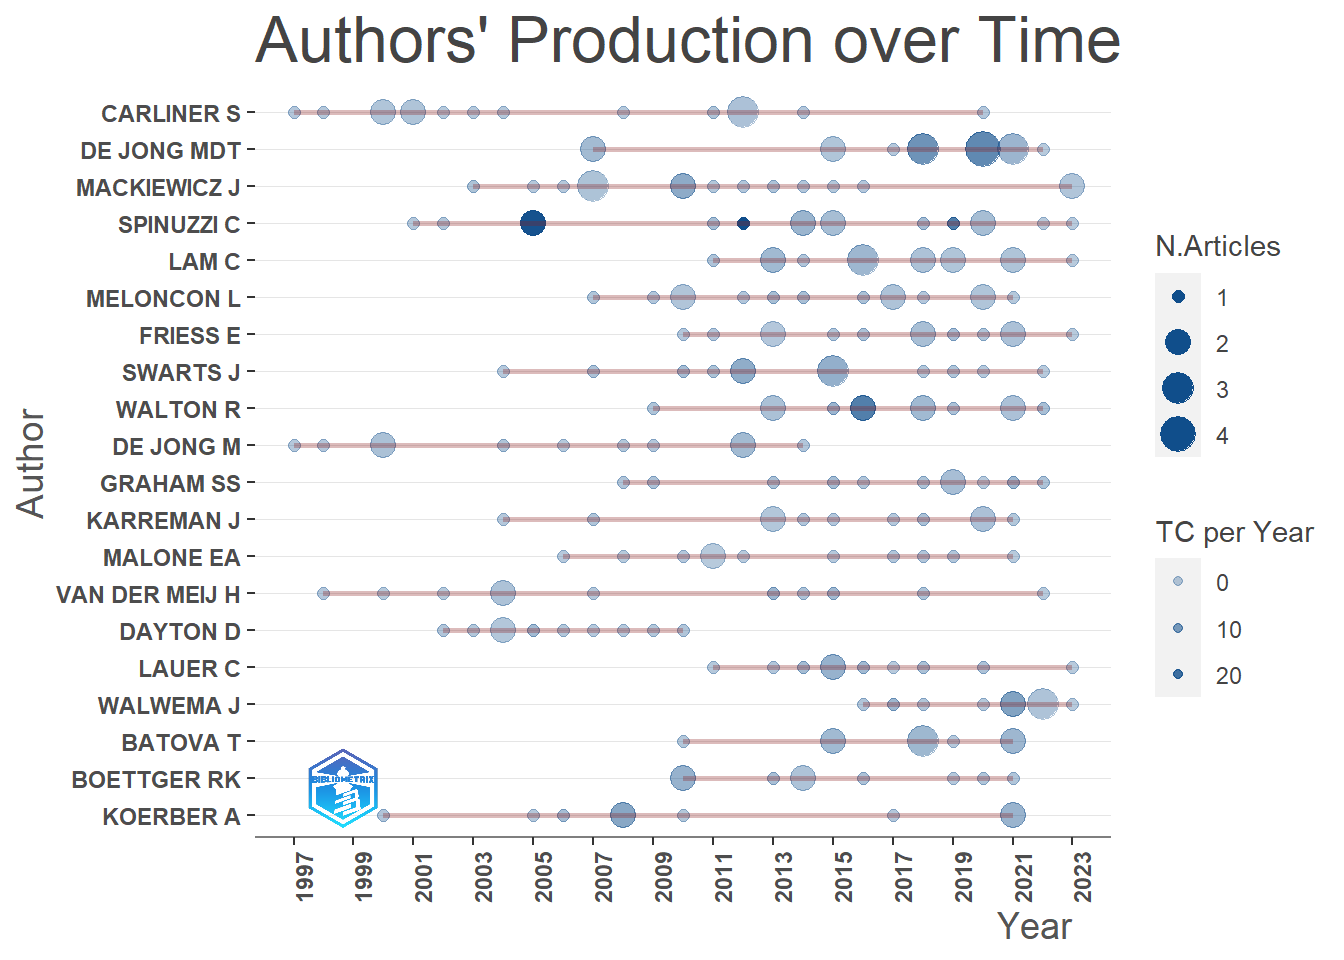 Authors' Production over Time
Author
CARLINER S
DE JONG MDT
MACKIEWICZ J
SPINUZZI C
LAM C
MELONCON L
FRIESS E
SWARTS J
WALTON R
DE JONG M
GRAHAM SS
KARREMAN J
MALONE EA
VAN DER MEIJ H
DAYTON D
LAUER C
WALWEMA J
BATOVA T
BOETTGER RK
KOERBER A
BIBLIOMETRIX
1997
1999
2001
2003
2005
2007
2009
2011
2013
2015
2017
2019
2021
2023
Year
N.Articles
1
2
3
4
TC per Year
0
10
20